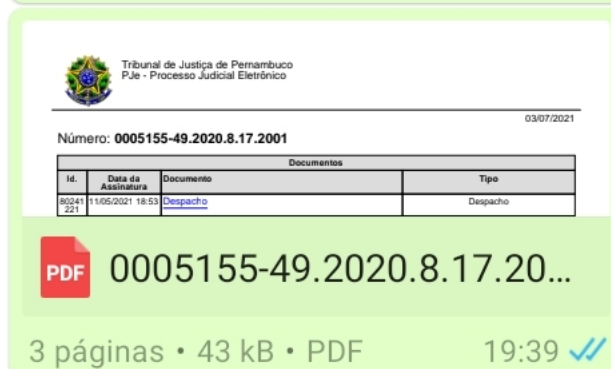 Tribunal de Justiça de Pernambuco
PJe - Processo Judicial Eletrônico
03/07/2021
Número: 0005155-49.2020.8.17.2001
Documentos
Id. Data da Assinatura Documento Tipo
80241221 11/05/2021 18:53 Despacho Despacho
PDF 0005155-49.2020.8.17.20...
3 páginas • 43 kB • PDF 19:39